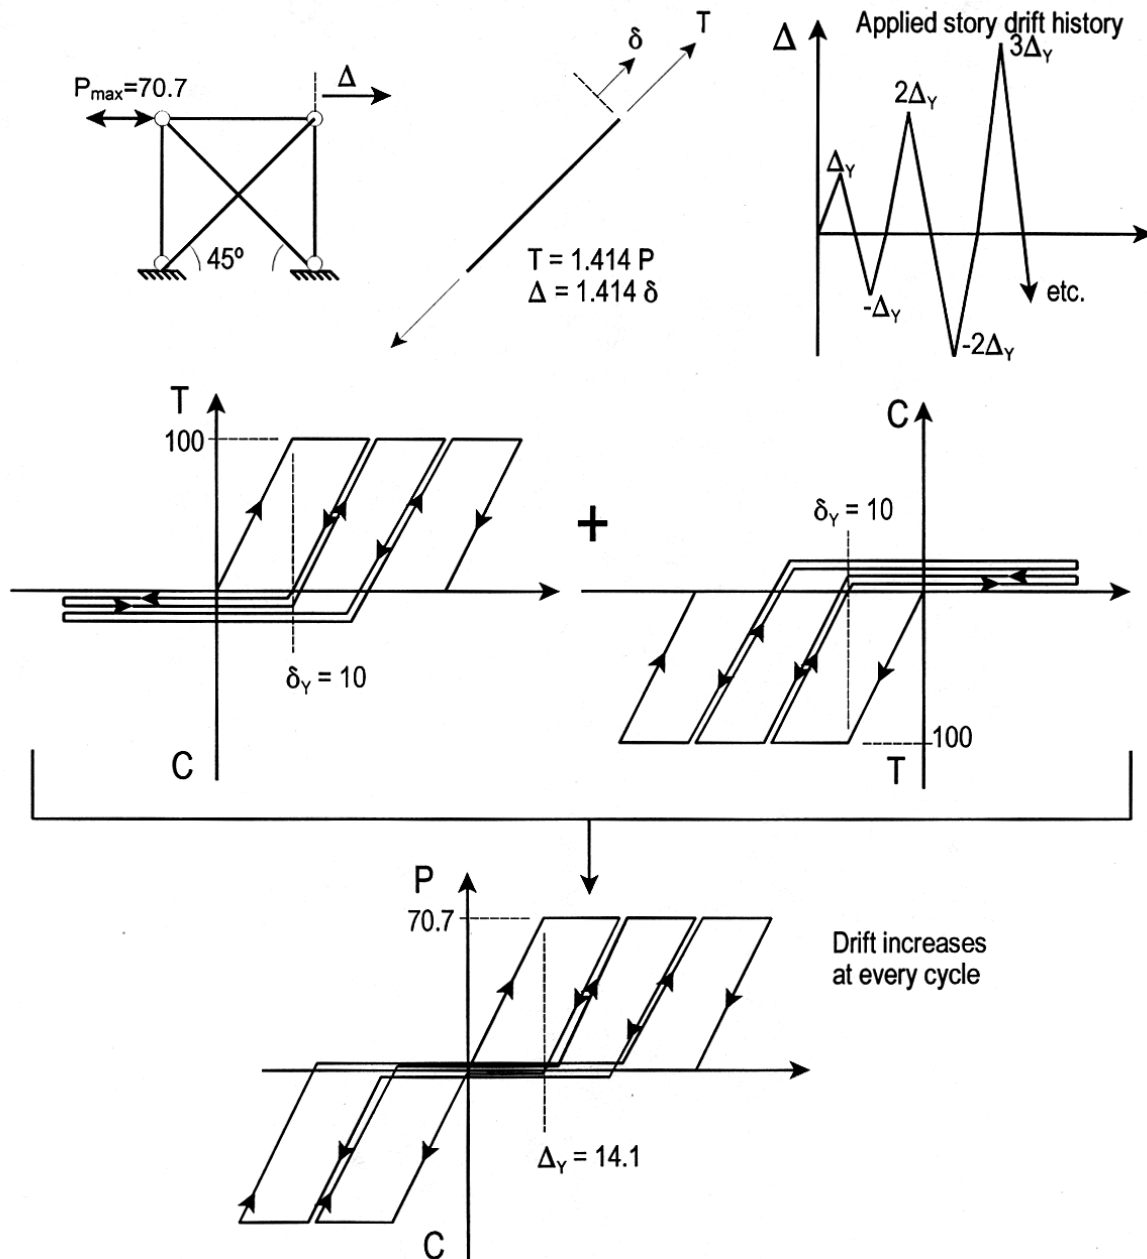 Applied story drift history
P_max=70.7
Δ
δ
T
Δ
Δ_Y
2Δ_Y
3Δ_Y
-Δ_Y
-2Δ_Y
etc.
45º
T = 1.414 P
Δ = 1.414 δ
T
100
δ_Y = 10
C
+
C
δ_Y = 10
100
T
P
70.7
Δ_Y = 14.1
C
Drift increases
at every cycle